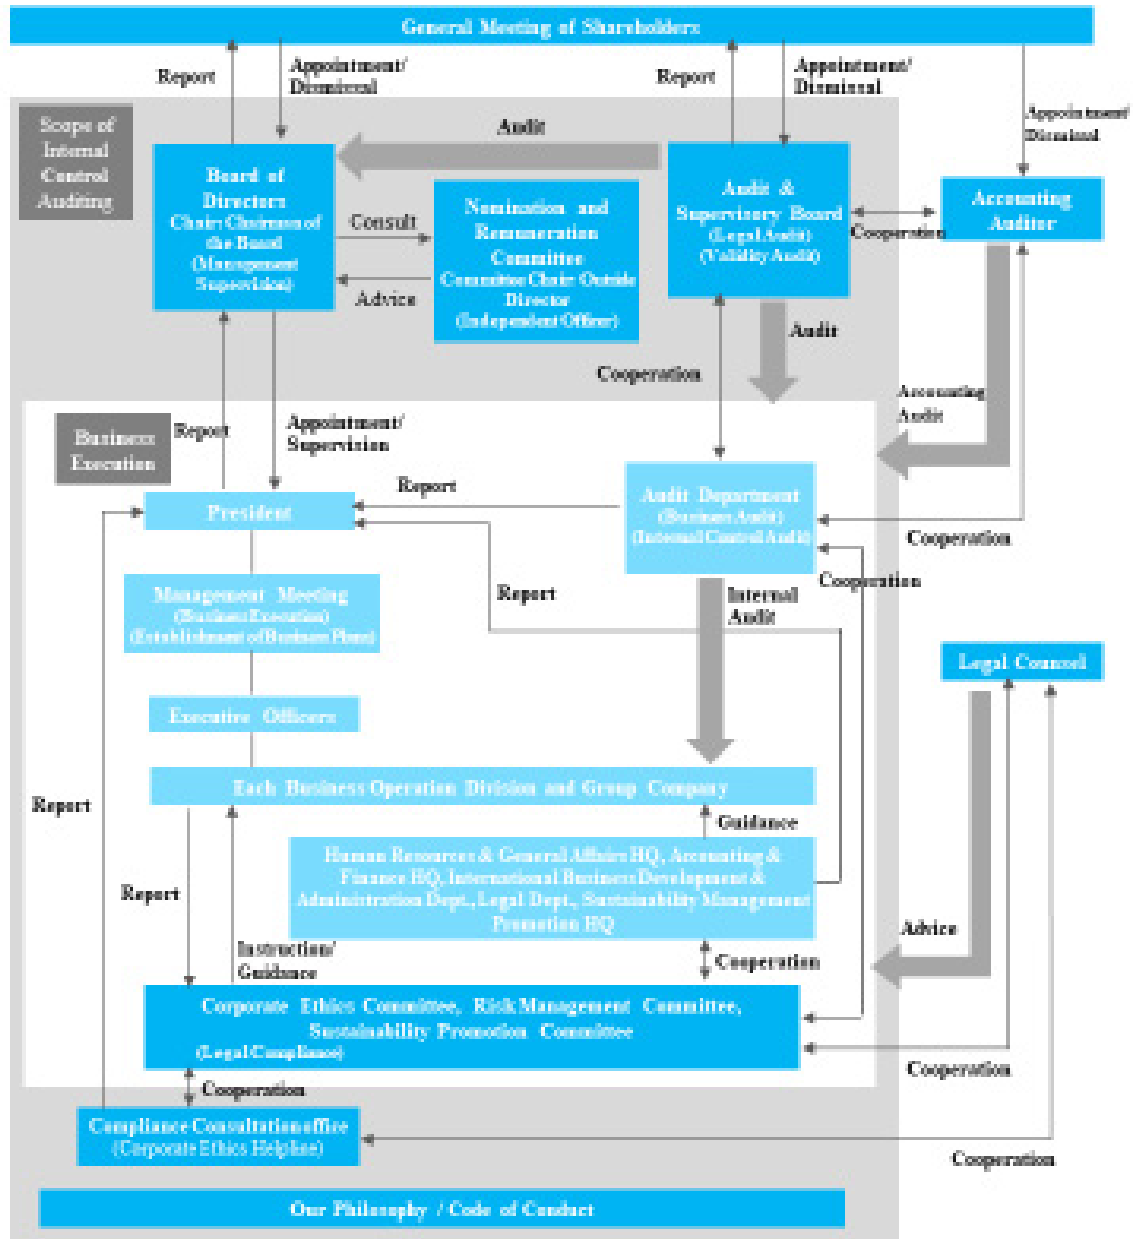 General Meeting of Shareholders
Report
Appointment/
Dismissal
Report
Appointment/
Dismissal
Appointment/
Dismissal
Scope of
Internal
Control
Auditing
Audit
Board of
Directors
Chair: Chairman of
the Board
(Management
Supervision)
Consult
Advice
Nomination and
Remuneration
Committee
Committee Chair: Outside
Director
(Independent Officer)
Audit &
Supervisory Board
(Legal Audit)
(Validity Audit)
Cooperation
Accounting
Auditor
Audit
Cooperation
Accounting
Audit
Business
Execution
Report
Appointment/
Supervision
Report
President
Audit Department
(Business Audit)
(Internal Control Audit)
Cooperation
Cooperation
Report
Internal
Audit
Management Meeting
(Business Execution)
(Establishment of Business Plans)
Legal Counsel
Executive Officers
Each Business Operation Division and Group Company
Report
Guidance
Human Resources & General Affairs HQ, Accounting &
Finance HQ, International Business Development &
Administration Dept., Legal Dept., Sustainability Management
Promotion HQ
Report
Advice
Instruction/
Guidance
Cooperation
Corporate Ethics Committee, Risk Management Committee,
Sustainability Promotion Committee
(Legal Compliance)
Cooperation
Cooperation
Compliance Consultation office
(Corporate Ethics Helpline)
Cooperation
Our Philosophy / Code of Conduct